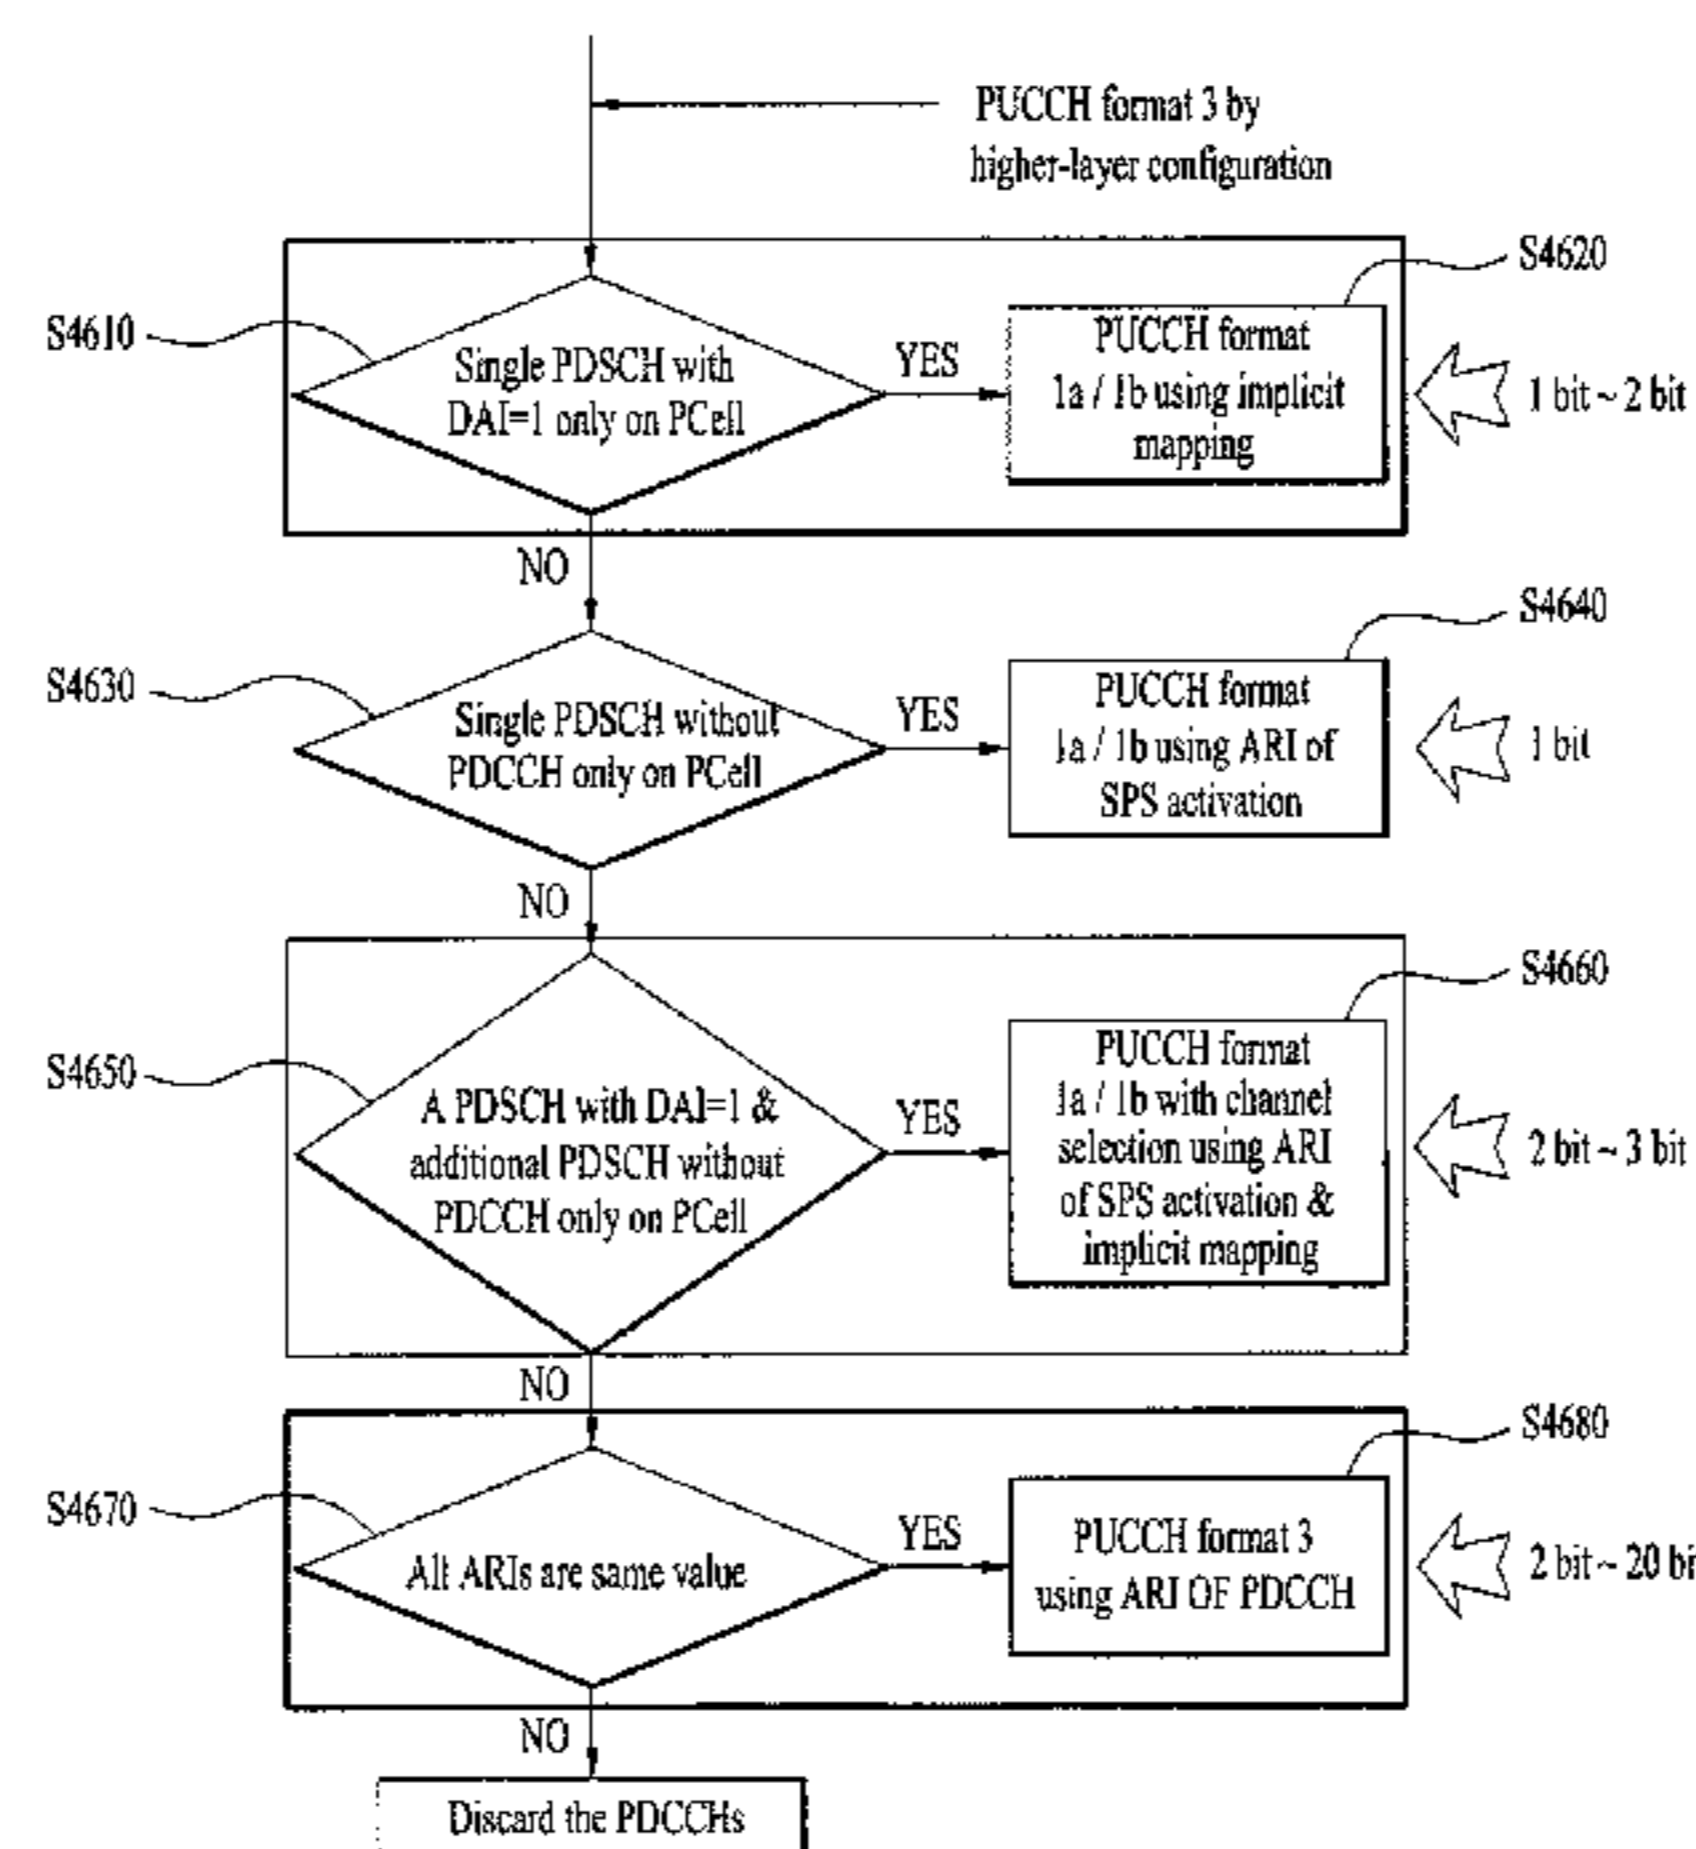 PUCCH format 3 by
higher-layer configuration
S4620
S4610
Single PDSCH with
DAI=1 only on PCell
YES
PUCCH format
1a / 1b using implicit
mapping
1 bit ~ 2 bit
NO
S4640
S4630
Single PDSCH without
PDCCH only on PCell
YES
PUCCH format
1a / 1b using ARI of
SPS activation
1 bit
NO
S4660
S4650
A PDSCH with DAI=1 &
additional PDSCH without
PDCCH only on PCell
YES
PUCCH format
1a / 1b with channel
selection using ARI
of SPS activation &
implicit mapping
2 bit ~ 3 bit
NO
S4680
S4670
All ARIs are same value
YES
PUCCH format 3
using ARI OF PDCCH
2 bit ~ 20 bi
NO
Discard the PDCCHs